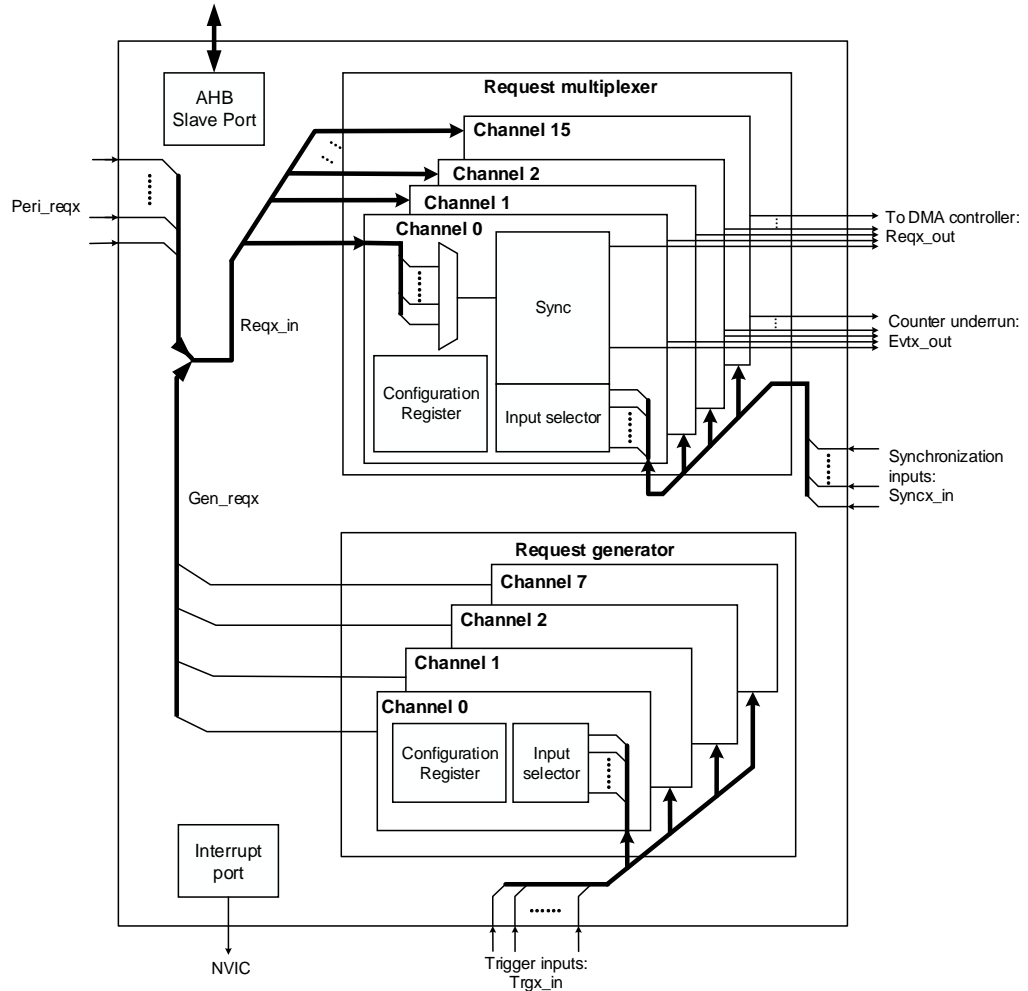 AHB
Slave Port
Request multiplexer
Channel 15
Channel 2
Channel 1
Channel 0
Peri_reqx
To DMA controller:
Reqx_out
Sync
Reqx_in
Counter underrun:
Evtx_out
Configuration
Register
Input selector
Synchronization
inputs:
Syncx_in
Gen_reqx
Request generator
Channel 7
Channel 2
Channel 1
Channel 0
Configuration
Register
Input
selector
Interrupt
port
NVIC
Trigger inputs:
Trgx_in